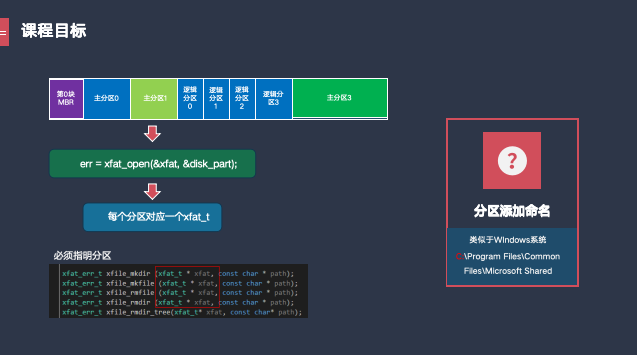 课程目标
第0块
MBR
主分区0
主分区1
逻辑
分区
0
逻辑
分区
1
逻辑
分区
2
逻辑分
区3
主分区3
err = xfat_open(&xfat, &disk_part);
每个分区对应一个xfat_t
必须指明分区
xfat_err_t xfile_mkdir (xfat_t * xfat, const char * path);
xfat_err_t xfile_mkfile (xfat_t * xfat, const char * path);
xfat_err_t xfile_rmfile (xfat_t * xfat, const char * path);
xfat_err_t xfile_rmdir (xfat_t * xfat, const char * path);
xfat_err_t xfile_rmdir_tree(xfat_t* xfat, const char* path);
?
分区添加命名
类似于Windows系统
C:\Program Files\Common
Files\Microsoft Shared